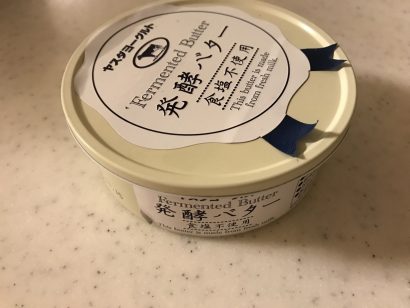 ヤスダヨーグルト
Fermented Butter
発酵バター
食塩不使用
This butter is made
from fresh milk.
Fermented Butter
発酵バター
食塩不使用
This butter is made from fresh milk.